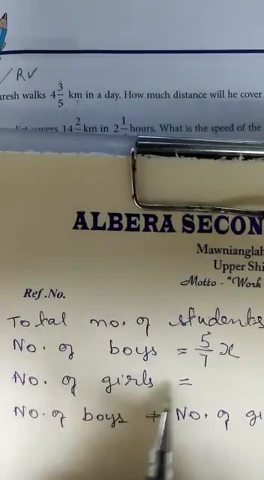 RV
resh walks 4 3/5 km in a day. How much distance will he cover
covers 14 2/ km in 2 1/ hours. What is the speed of the
ALBERA SECON
Mawnianglah
Upper Shi
Motto - "Work
Ref.No.
Total no. of students
No. of boys = 5/7 x
No. of girls =
No. of boys + No. of gi